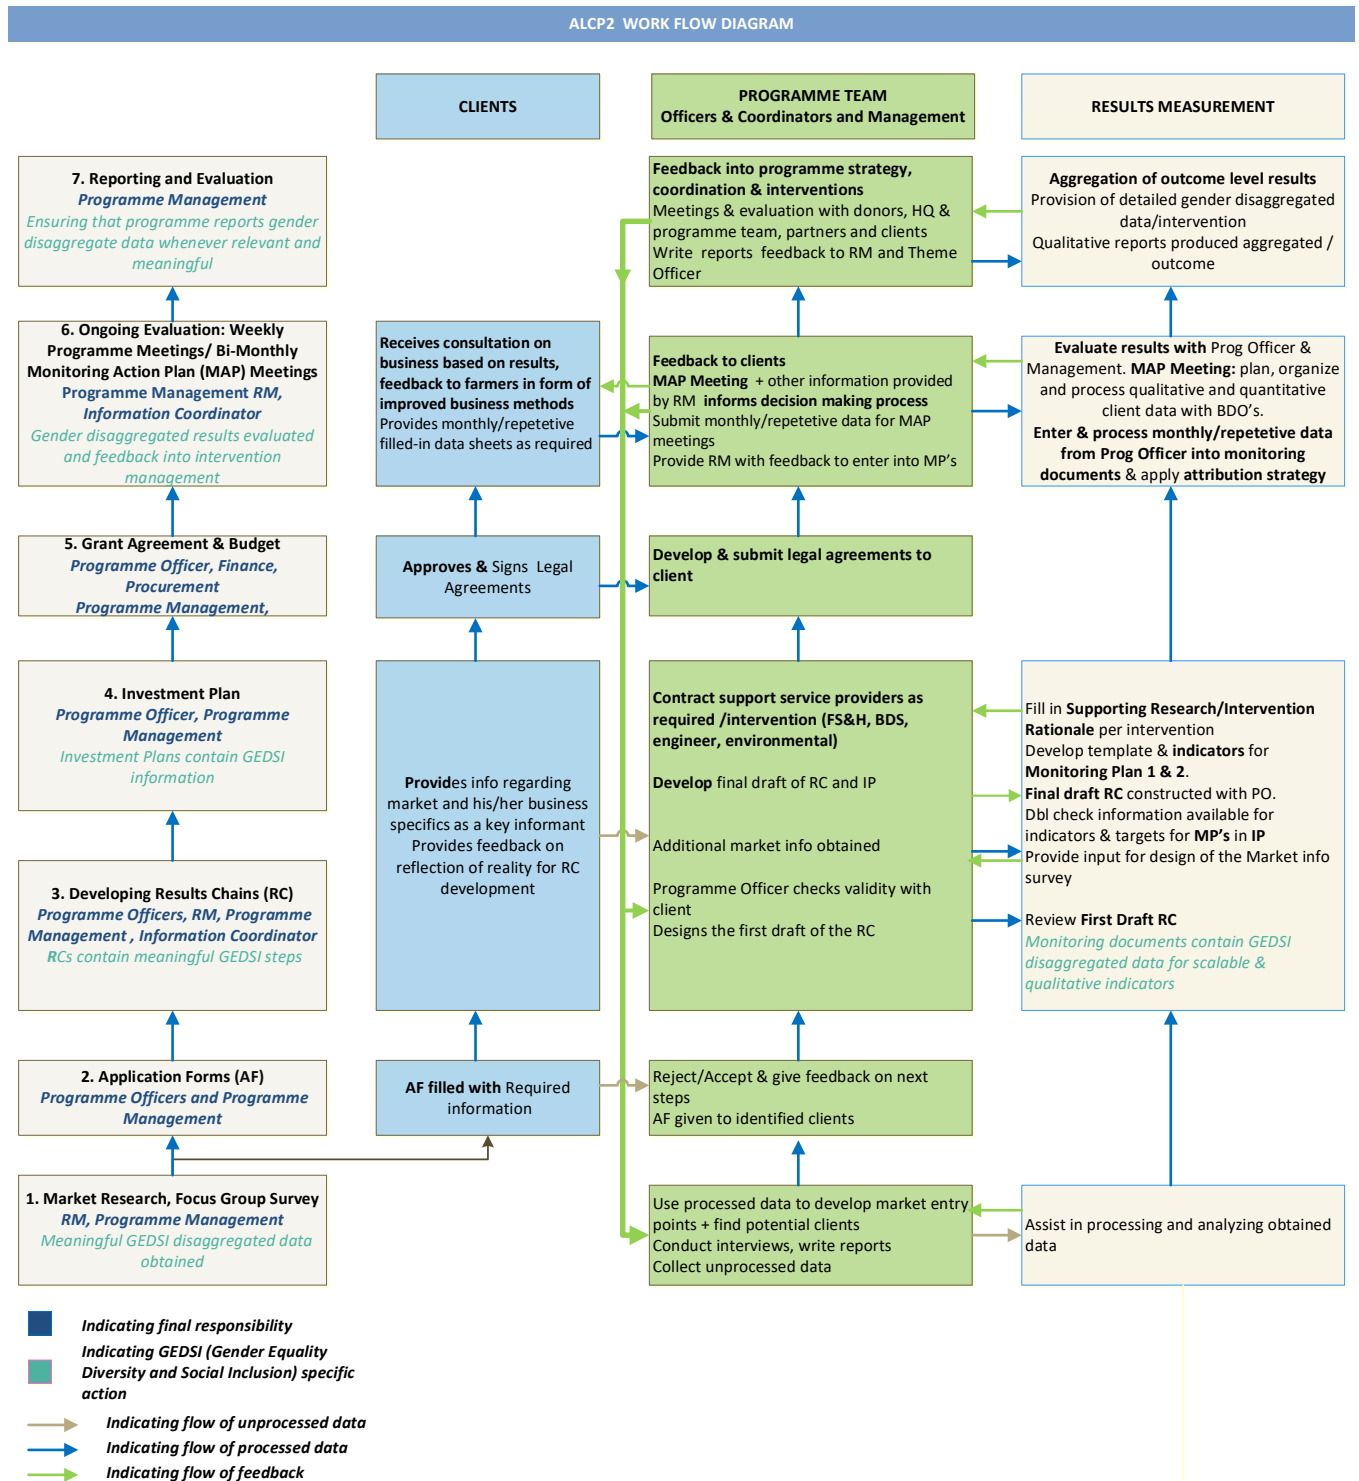 ALCP2 WORK FLOW DIAGRAM
CLIENTS
PROGRAMME TEAM
Officers & Coordinators and Management
RESULTS MEASUREMENT
7. Reporting and Evaluation
Programme Management
Ensuring that programme reports gender
disaggregate data whenever relevant and
meaningful
Feedback into programme strategy,
coordination & interventions
Meetings & evaluation with donors, HQ &
programme team, partners and clients
Write reports feedback to RM and Theme
Officer
Aggregation of outcome level results
Provision of detailed gender disaggregated
data/intervention
Qualitative reports produced aggregated /
outcome
6. Ongoing Evaluation: Weekly
Programme Meetings/ Bi-Monthly
Monitoring Action Plan (MAP) Meetings
Programme Management RM,
Information Coordinator
Gender disaggregated results evaluated
and feedback into intervention
management
Receives consultation on
business based on results,
feedback to farmers in form of
improved business methods
Provides monthly/repetetive
filled-in data sheets as required
Feedback to clients
MAP Meeting + other information provided
by RM informs decision making process
Submit monthly/repetetive data for MAP
meetings
Provide RM with feedback to enter into MP's
Evaluate results with Prog Officer &
Management. MAP Meeting: plan, organize
and process qualitative and quantitative
client data with BDO's.
Enter & process monthly/repetetive data
from Prog Officer into monitoring
documents & apply attribution strategy
5. Grant Agreement & Budget
Programme Officer, Finance,
Procurement
Programme Management,
Approves & Signs Legal
Agreements
Develop & submit legal agreements to
client
4. Investment Plan
Programme Officer, Programme
Management
Investment Plans contain GEDSI
information
3. Developing Results Chains (RC)
Programme Officers, RM, Programme
Management , Information Coordinator
RCs contain meaningful GEDSI steps
Provides info regarding
market and his/her business
specifics as a key informant
Provides feedback on
reflection of reality for RC
development
Contract support service providers as
required /intervention (FS&H, BDS,
engineer, environmental)
Develop final draft of RC and IP
Additional market info obtained
Programme Officer checks validity with
client
Designs the first draft of the RC
Fill in Supporting Research/Intervention
Rationale per intervention
Develop template & indicators for
Monitoring Plan 1 & 2.
Final draft RC constructed with PO.
Dbl check information available for
indicators & targets for MP's in IP
Provide input for design of the Market info
survey
Review First Draft RC
Monitoring documents contain GEDSI
disaggregated data for scalable &
qualitative indicators
2. Application Forms (AF)
Programme Officers and Programme
Management
AF filled with Required
information
Reject/Accept & give feedback on next
steps
AF given to identified clients
1. Market Research, Focus Group Survey
RM, Programme Management
Meaningful GEDSI disaggregated data
obtained
Use processed data to develop market entry
points + find potential clients
Conduct interviews, write reports
Collect unprocessed data
Assist in processing and analyzing obtained
data
Indicating final responsibility
Indicating GEDSI (Gender Equality
Diversity and Social Inclusion) specific
action
Indicating flow of unprocessed data
Indicating flow of processed data
Indicating flow of feedback